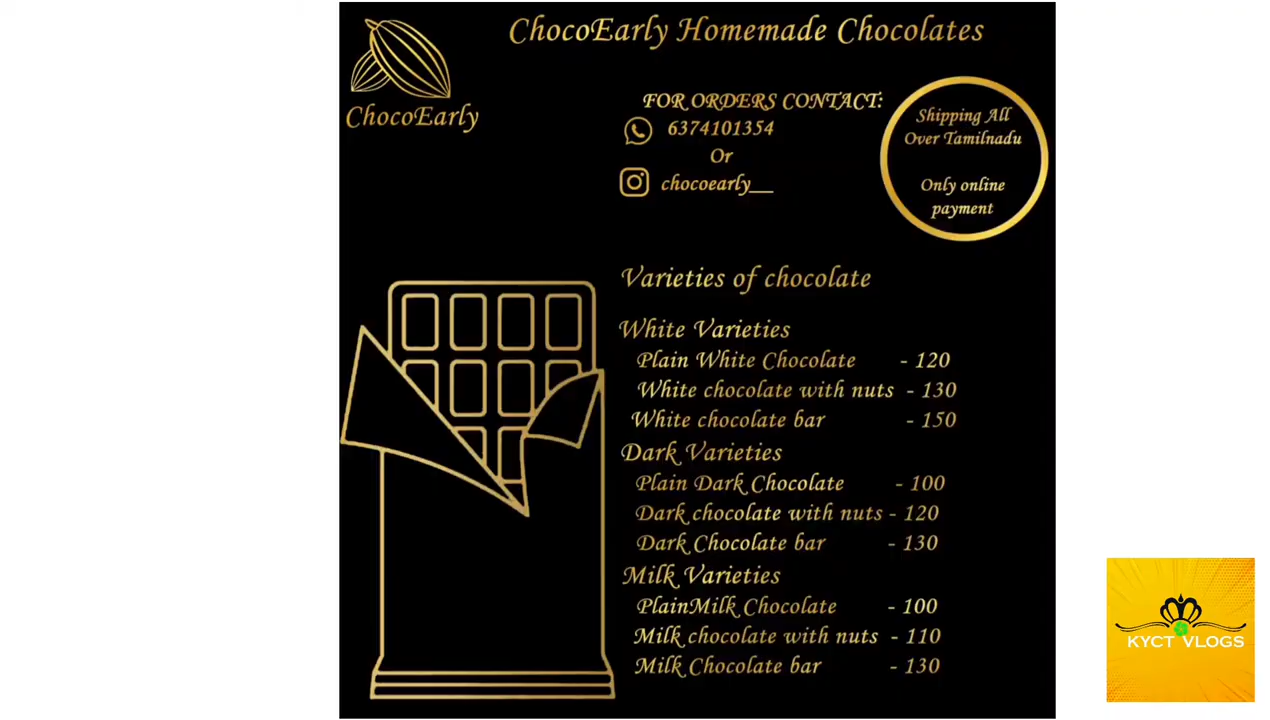 ChocoEarly Homemade Chocolates
ChocoEarly
FOR ORDERS CONTACT:
6374101354
Or
chocoearly__
Shipping All
Over Tamilnadu
Only online
payment
Varieties of chocolate
White Varieties
Plain White Chocolate - 120
White chocolate with nuts - 130
White chocolate bar - 150
Dark Varieties
Plain Dark Chocolate - 100
Dark chocolate with nuts - 120
Dark Chocolate bar - 130
Milk Varieties
PlainMilk Chocolate - 100
Milk chocolate with nuts - 110
Milk Chocolate bar - 130
KYCT VLOGS